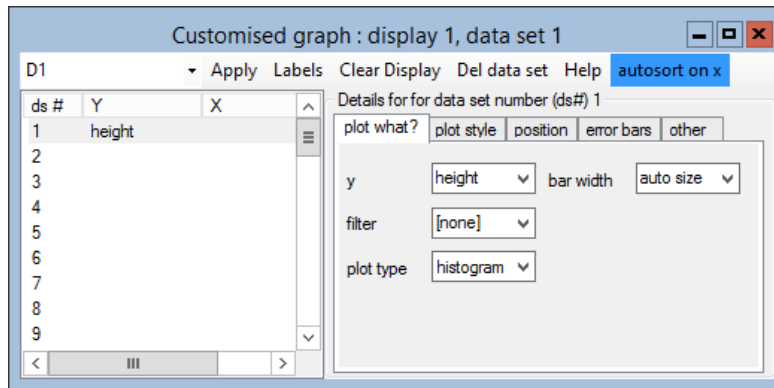 Customised graph : display 1, data set 1
D1 Apply Labels Clear Display Del data set Help autosort on x
ds # Y X
1 height
2
3
4
5
6
7
8
9
Details for for data set number (ds#) 1
plot what? plot style position error bars other
y height bar width auto size
filter [none]
plot type histogram